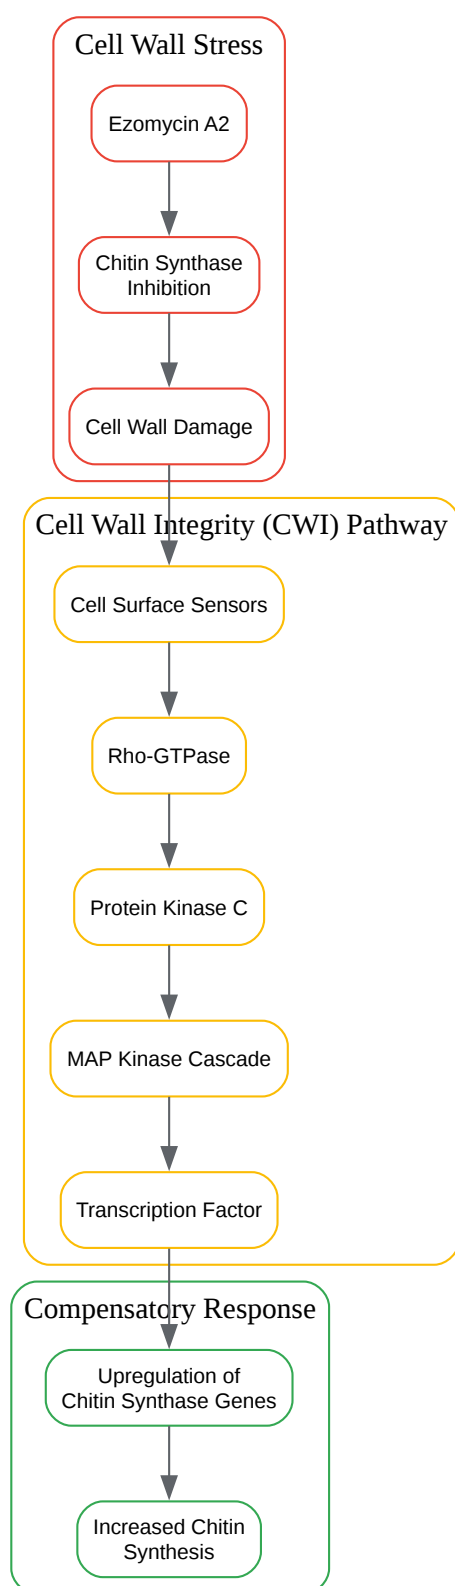 Cell Wall Stress
Ezomycin A2
Chitin Synthase
Inhibition
Cell Wall Damage
Cell Wall Integrity (CWI) Pathway
Cell Surface Sensors
Rho-GTPase
Protein Kinase C
MAP Kinase Cascade
Transcription Factor
Compensatory Response
Upregulation of
Chitin Synthase Genes
Increased Chitin
Synthesis